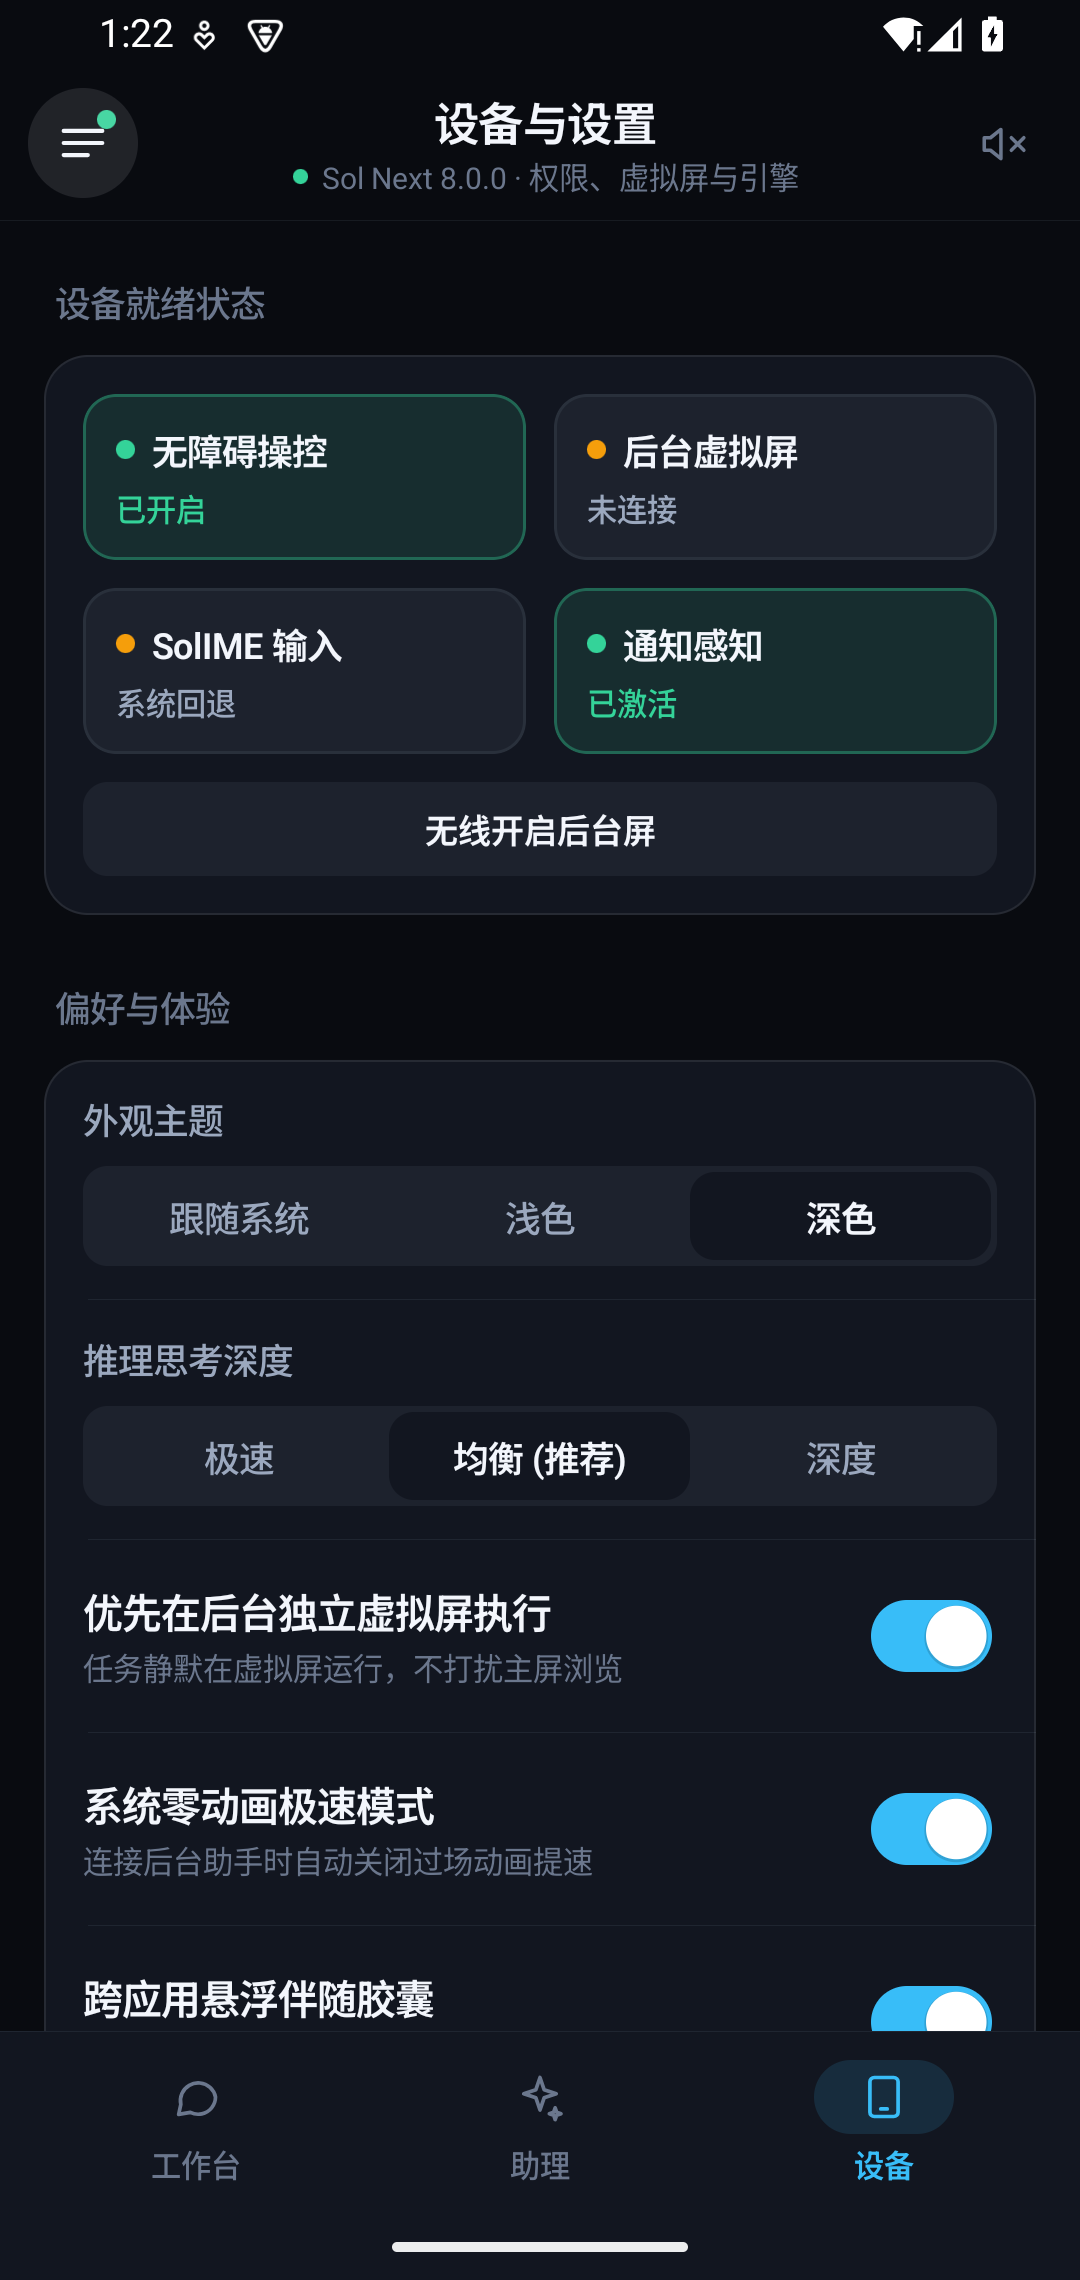 1:22
设备与设置
Sol Next 8.0.0 · 权限、虚拟屏与引擎
设备就绪状态
无障碍操控
已开启
后台虚拟屏
未连接
SolIME 输入
系统回退
通知感知
已激活
无线开启后台屏
偏好与体验
外观主题
跟随系统
浅色
深色
推理思考深度
极速
均衡 (推荐)
深度
优先在后台独立虚拟屏执行
任务静默在虚拟屏运行，不打扰主屏浏览
系统零动画极速模式
连接后台助手时自动关闭过场动画提速
跨应用悬浮伴随胶囊
工作台
助理
设备